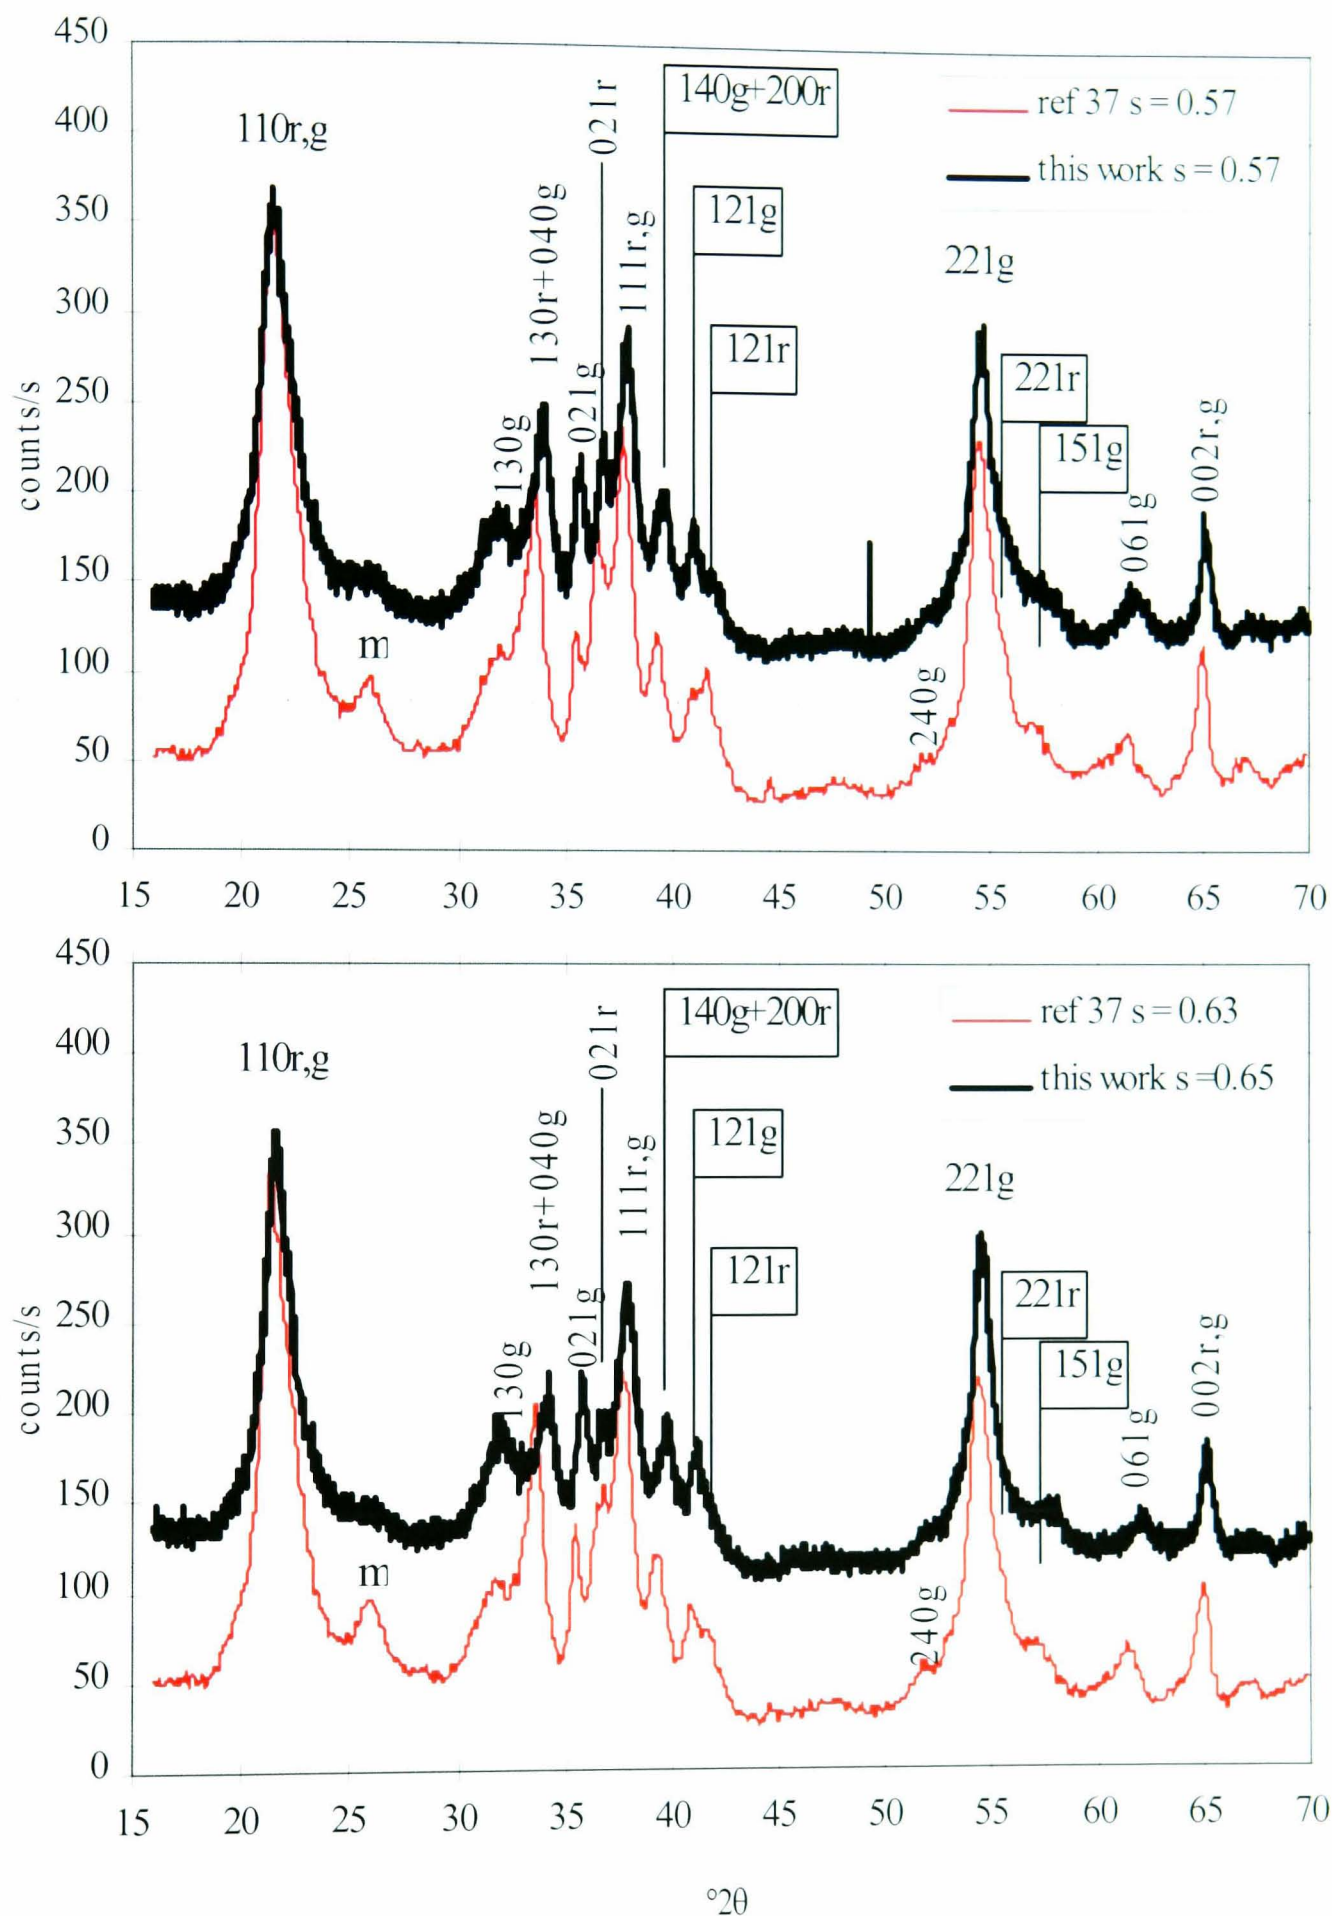 450
400
350
300
250
200
150
100
50
0
counts/s
110r,g
m
130g
130r+040g
021g
021r
111r,g
140g+200r
121g
121r
240g
221g
221r
151g
061g
002r,g
ref 37 s = 0.57
this work s = 0.57
15 20 25 30 35 40 45 50 55 60 65 70
450
400
350
300
250
200
150
100
50
0
counts/s
110r,g
m
130g
130r+040g
021g
021r
111r,g
140g+200r
121g
121r
240g
221g
221r
151g
061g
002r,g
ref 37 s = 0.63
this work s =0.65
15 20 25 30 35 40 45 50 55 60 65 70
°2θ